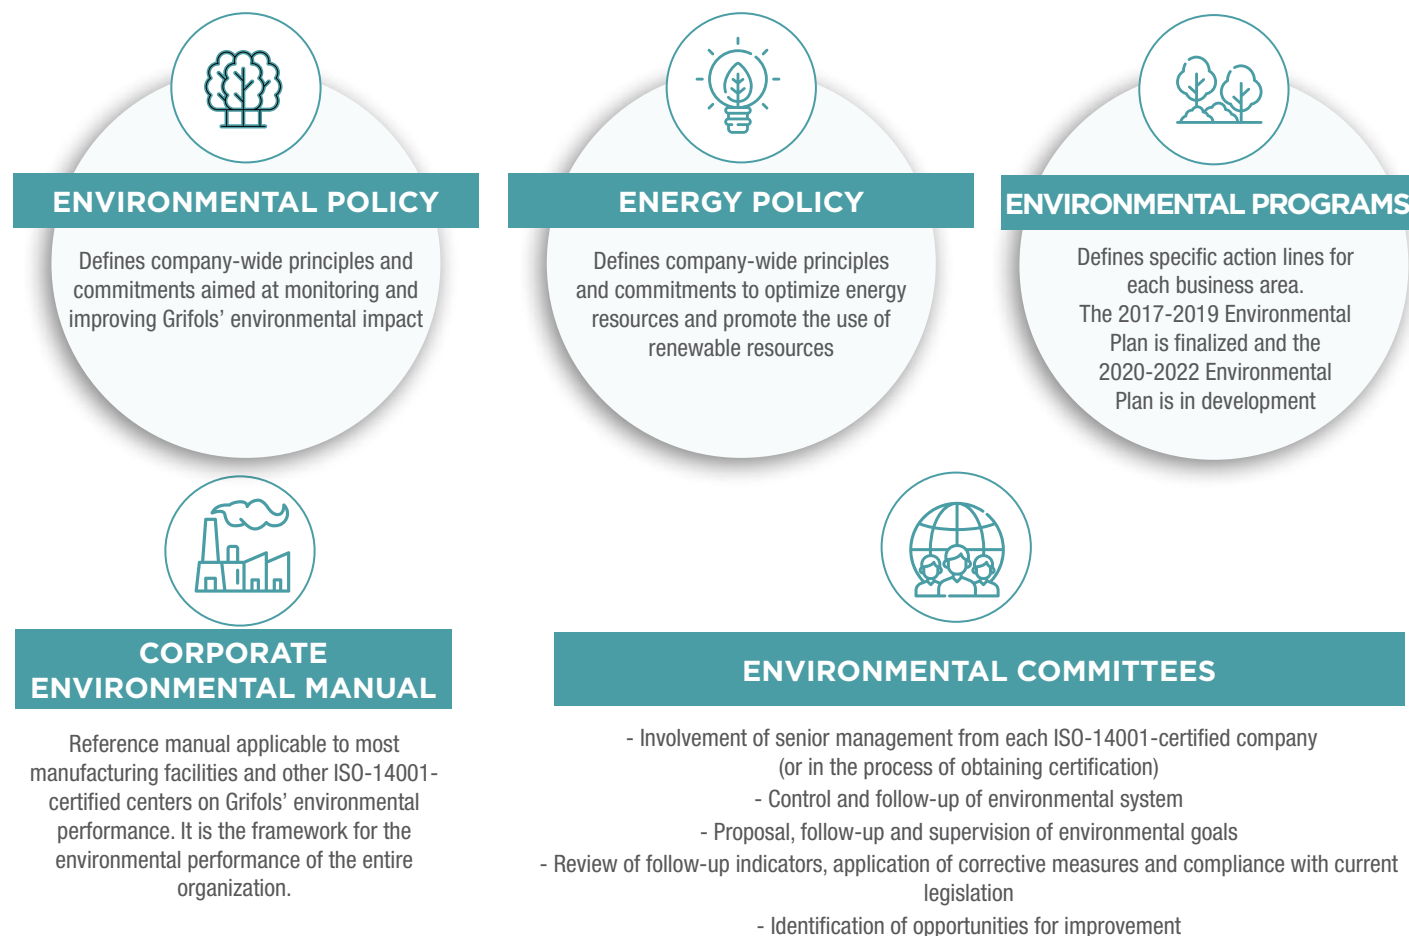 ENVIRONMENTAL POLICY
Defines company-wide principles and
commitments aimed at monitoring and
improving Grifols’ environmental impact
ENERGY POLICY
Defines company-wide principles
and commitments to optimize energy
resources and promote the use of
renewable resources
ENVIRONMENTAL PROGRAMS
Defines specific action lines for
each business area.
The 2017-2019 Environmental
Plan is finalized and the
2020-2022 Environmental
Plan is in development
CORPORATE
ENVIRONMENTAL MANUAL
Reference manual applicable to most
manufacturing facilities and other ISO-14001-
certified centers on Grifols’ environmental
performance. It is the framework for the
environmental performance of the entire
organization.
ENVIRONMENTAL COMMITTEES
- Involvement of senior management from each ISO-14001-certified company
(or in the process of obtaining certification)
- Control and follow-up of environmental system
- Proposal, follow-up and supervision of environmental goals
- Review of follow-up indicators, application of corrective measures and compliance with current
legislation
- Identification of opportunities for improvement